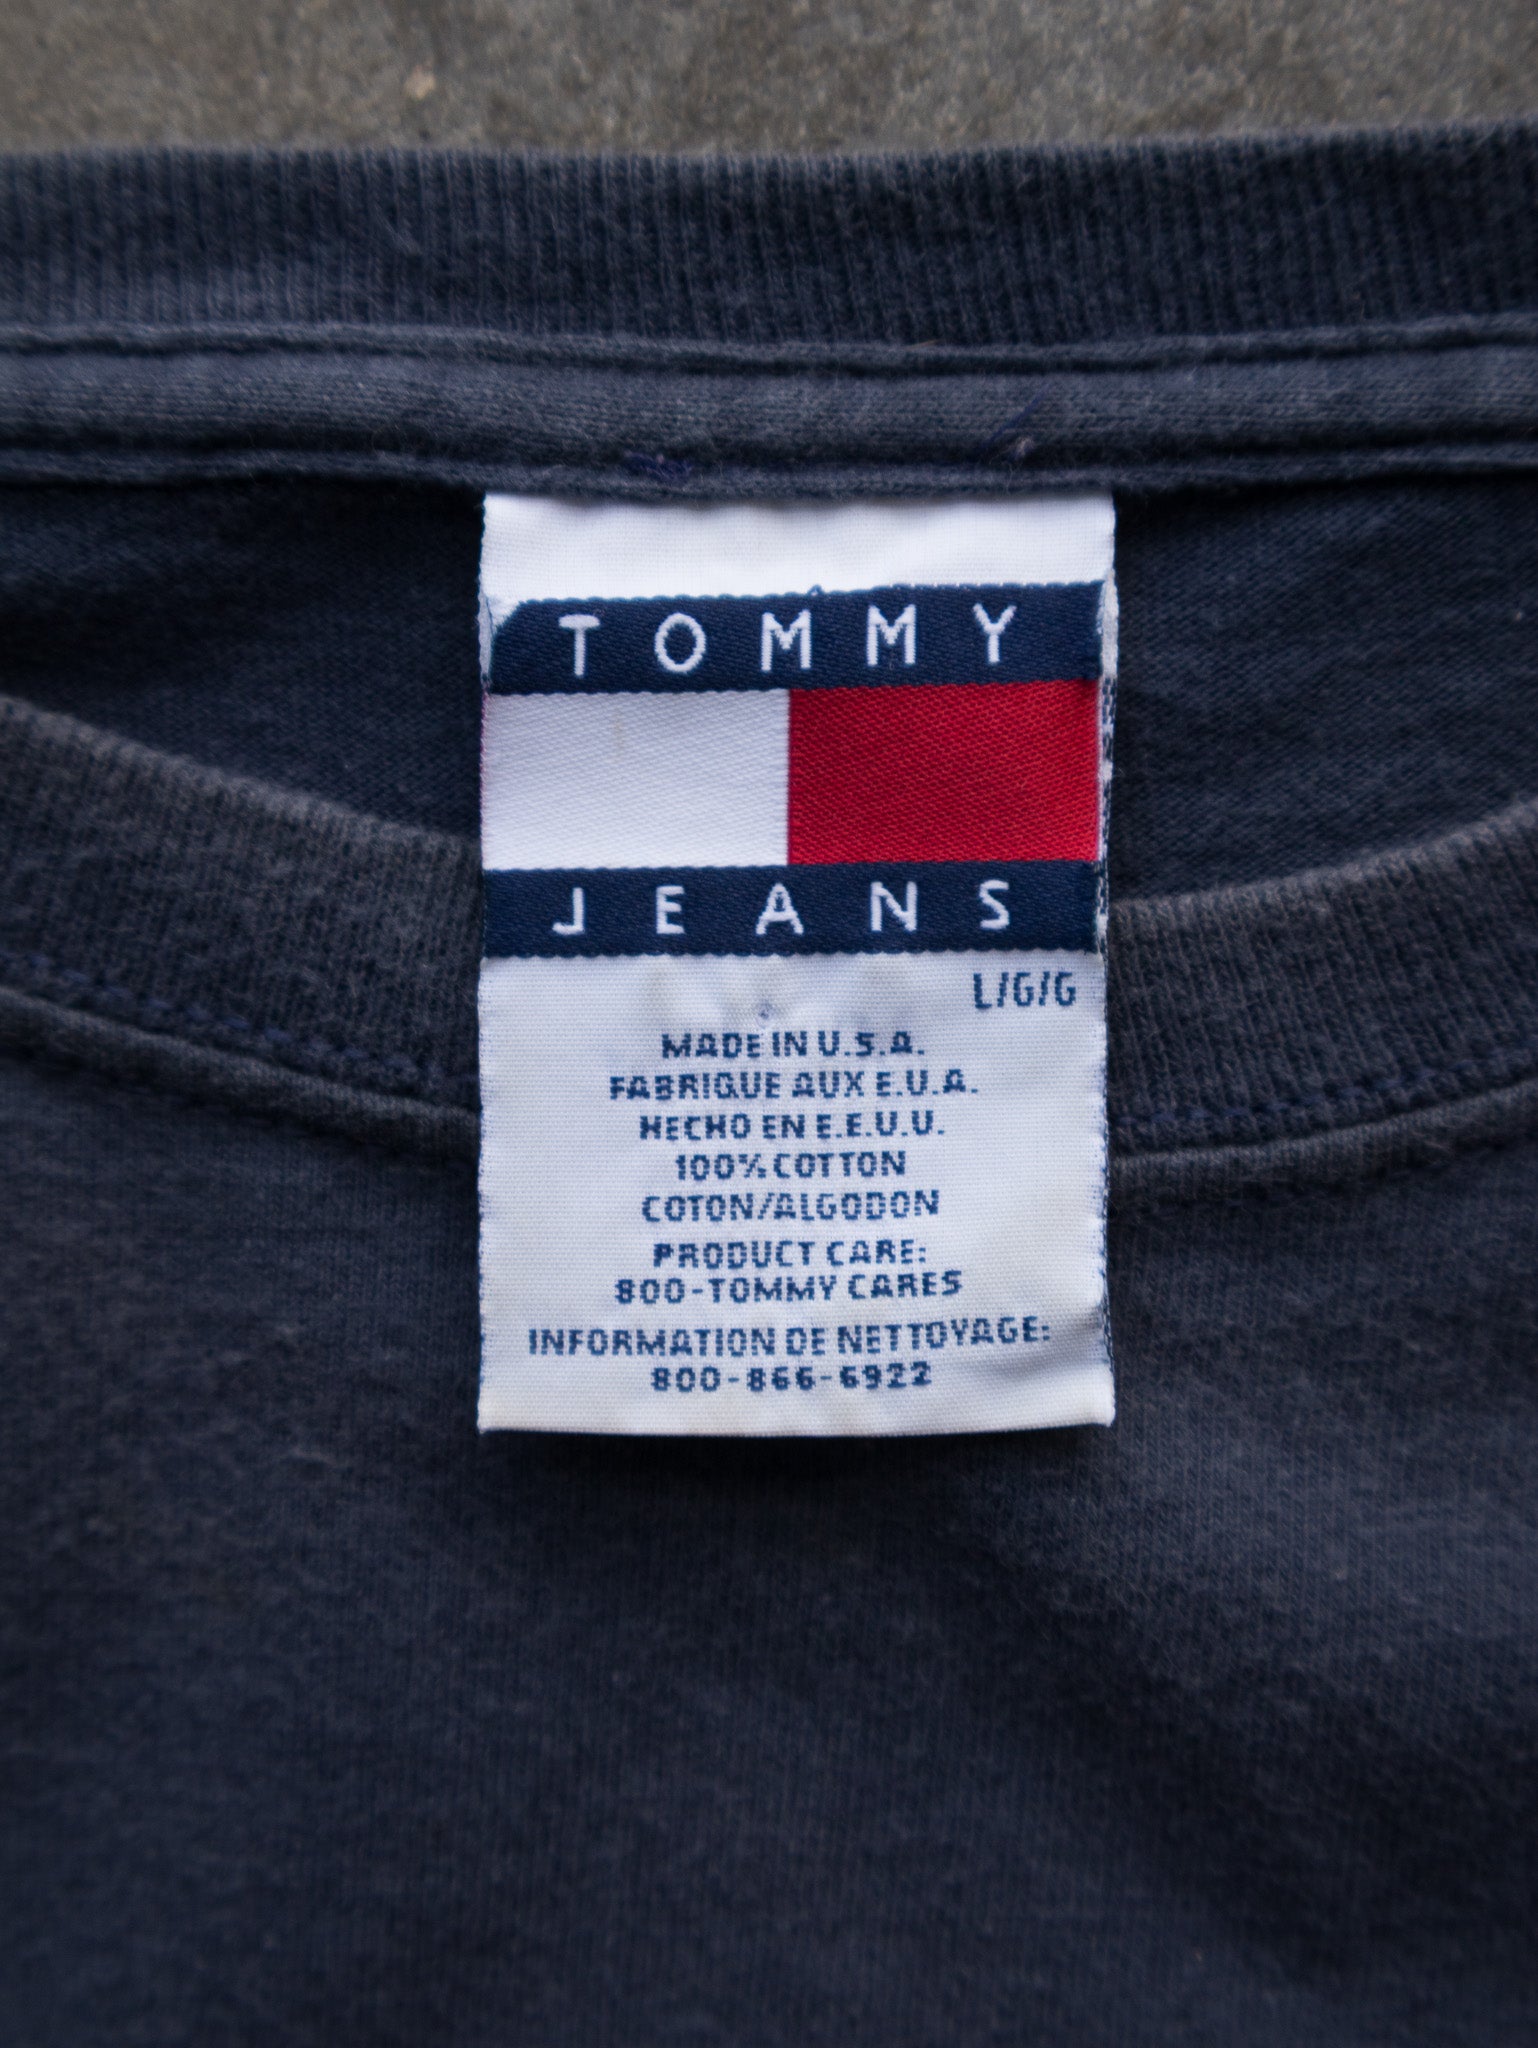 TOMMY
JEANS
L/G/G
MADE IN U.S.A.
FABRIQUE AUX E.U.A.
HECHO EN E.E.U.U.
100% COTTON
COTON/ALGODON
PRODUCT CARE:
800-TOMMY CARES
INFORMATION DE NETTOYAGE:
800-866-6922